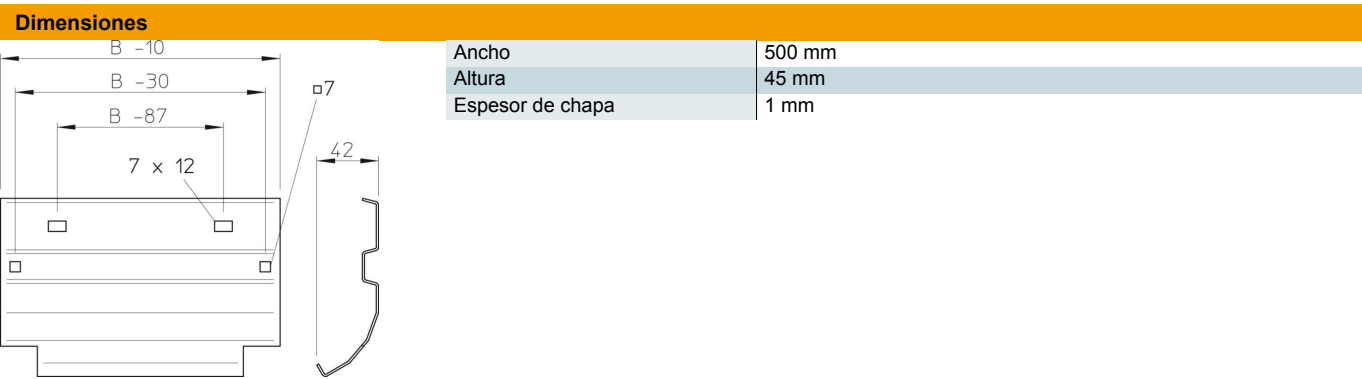 Dimensiones
B -10
B -30
B -87
7 x 12
□7
42
Ancho 500 mm
Altura 45 mm
Espesor de chapa 1 mm